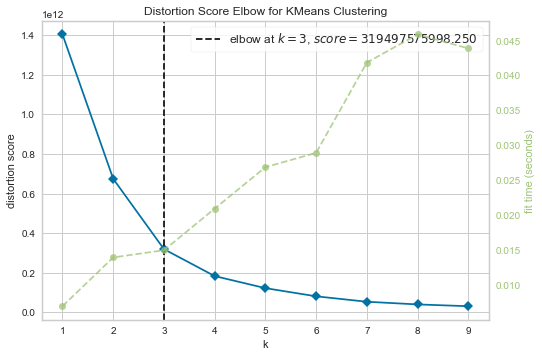 Distortion Score Elbow for KMeans Clustering
1e12
elbow at k = 3, score = 319497575998.250
1.4
1.2
1.0
0.8
0.6
0.4
0.2
0.0
distortion score
0.045
0.040
0.035
0.030
0.025
0.020
0.015
0.010
fit time (seconds)
1 2 3 4 5 6 7 8 9
k